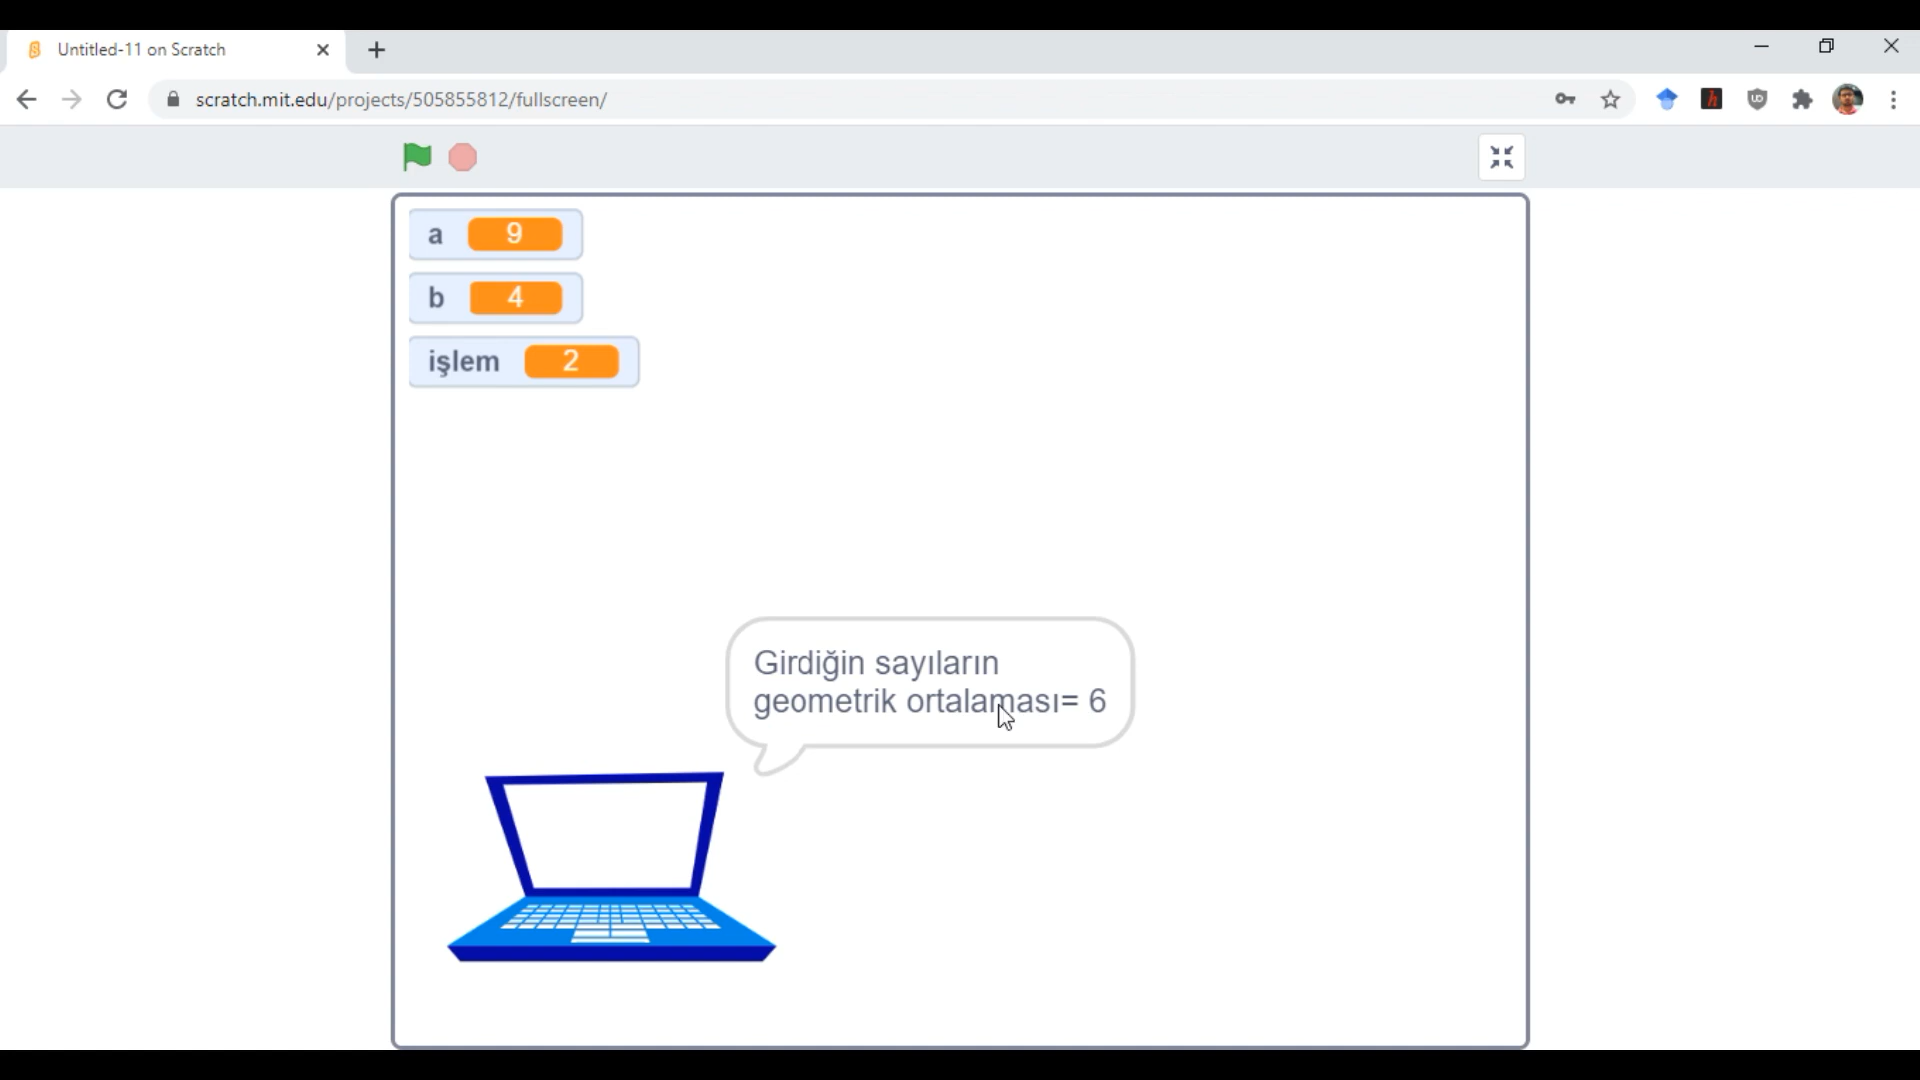 Untitled-11 on Scratch
scratch.mit.edu/projects/505855812/fullscreen/
a 9
b 4
işlem 2
Girdiğin sayıların
geometrik ortalaması= 6